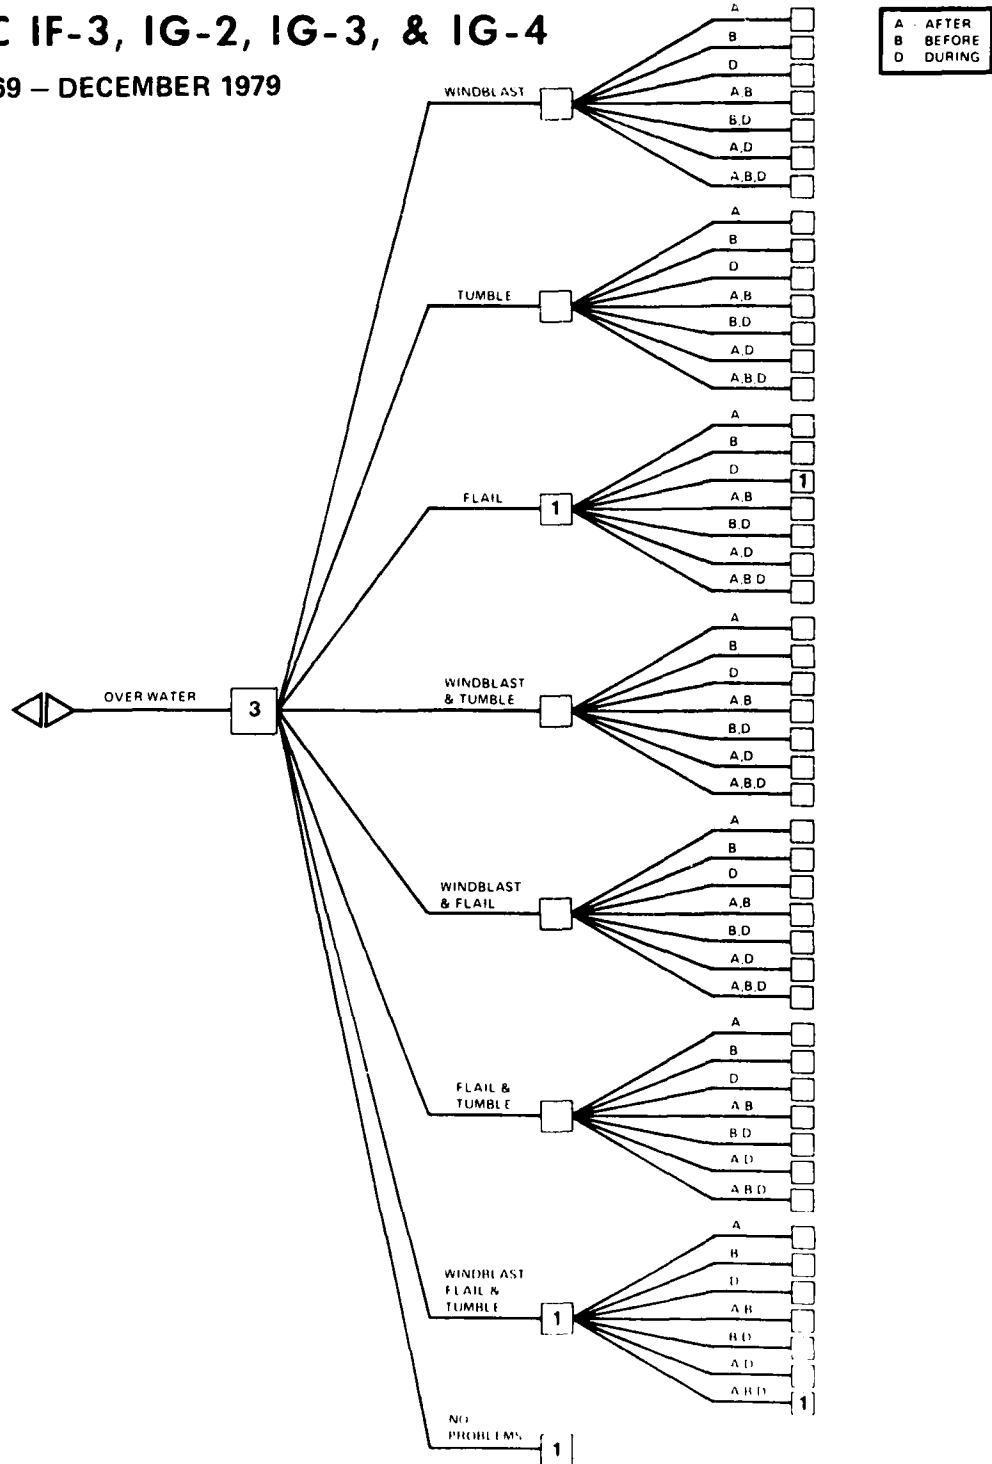 C IF-3, IG-2, IG-3, & IG-4
69 – DECEMBER 1979
A - AFTER
B BEFORE
D DURING
OVER WATER
3
WINDBLAST
A
B
D
A,B
B,D
A,D
A,B,D
TUMBLE
A
B
D
A,B
B,D
A,D
A,B,D
FLAIL
1
A
B
D
1
A,B
B,D
A,D
A,B D
WINDBLAST
& TUMBLE
A
B
D
A,B
B,D
A,D
A,B,D
WINDBLAST
& FLAIL
A
B
D
A,B
B,D
A,D
A,B,D
FLAIL &
TUMBLE
A
B
D
A B
B D
A D
A B D
WINDBLAST
FLAIL &
TUMBLE
1
A
B
D
A B
B D
A D
A B D
1
NO
PROBLEMS
1